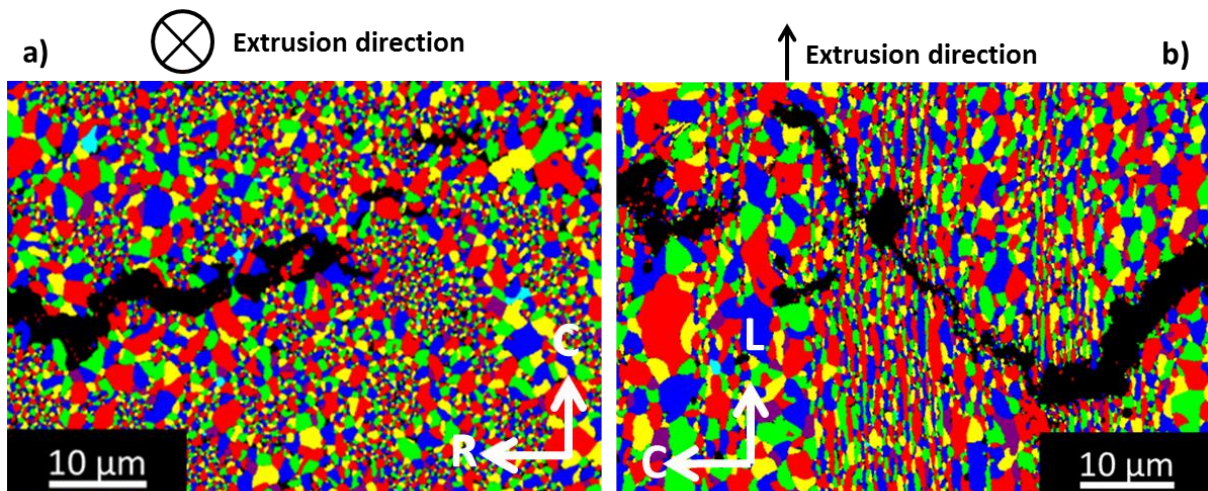 a) Extrusion direction
Extrusion direction b)
C
R
10 µm
L
C
10 µm